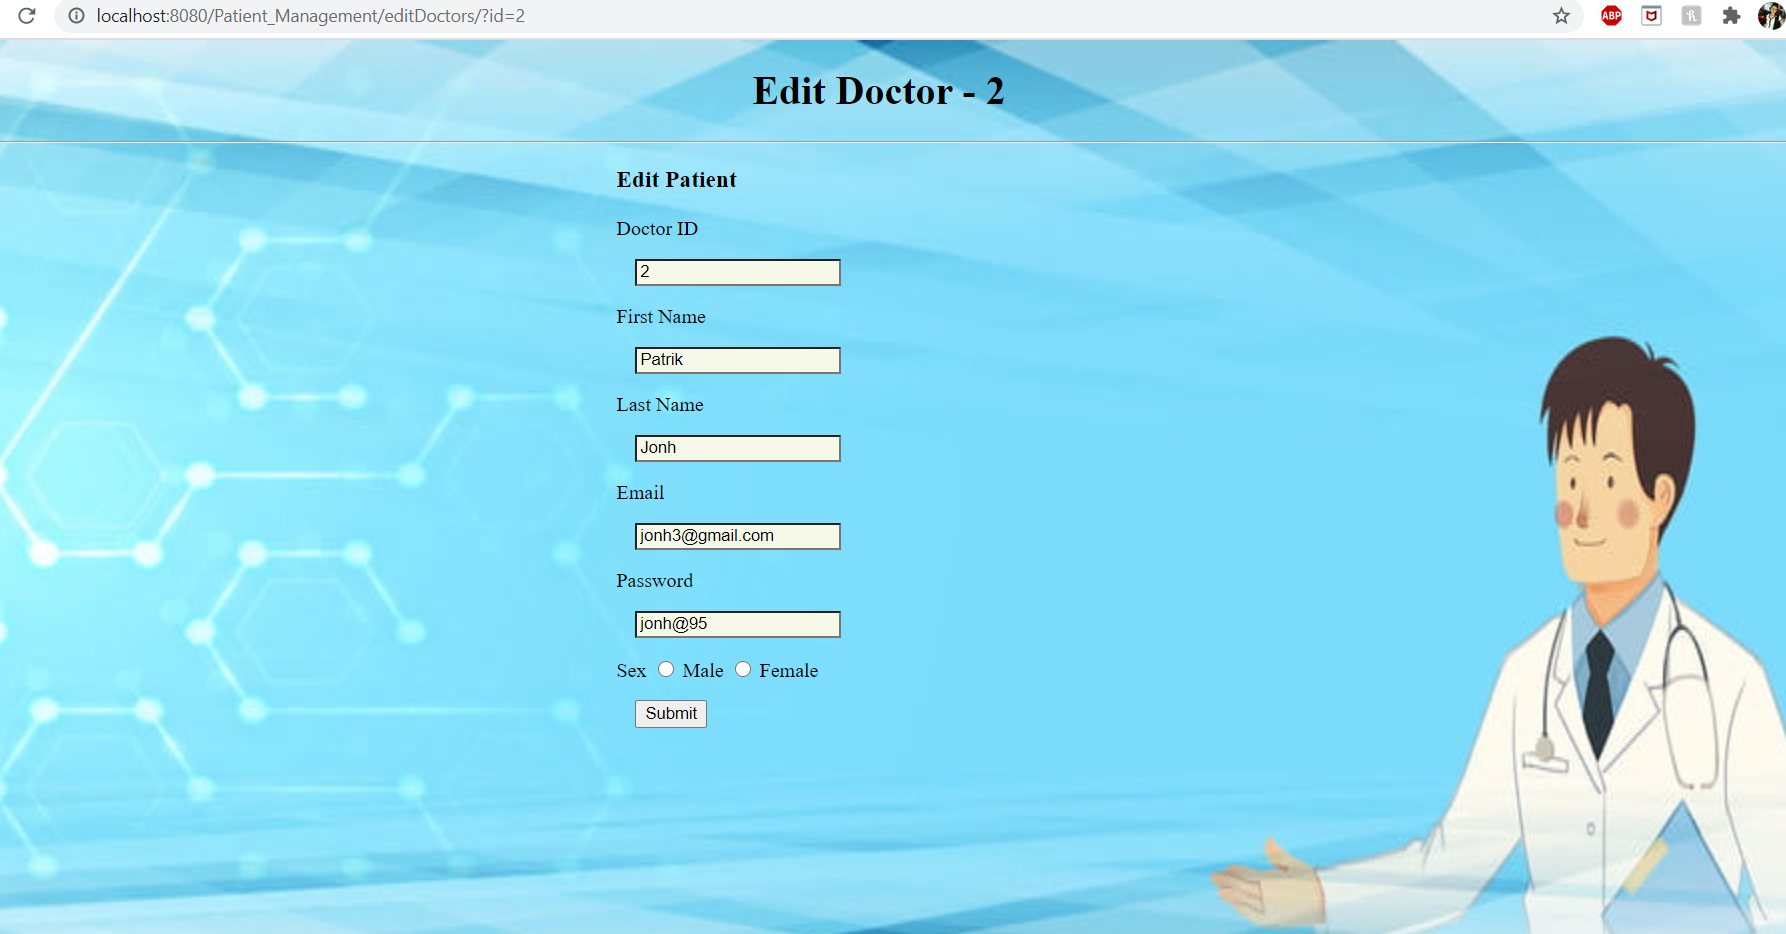 localhost:8080/Patient_Management/editDoctors/?id=2
ABP
Edit Doctor - 2
Edit Patient
Doctor ID
2
First Name
Patrik
Last Name
Jonh
Email
jonh3@gmail.com
Password
jonh@95
Sex Male Female
Submit